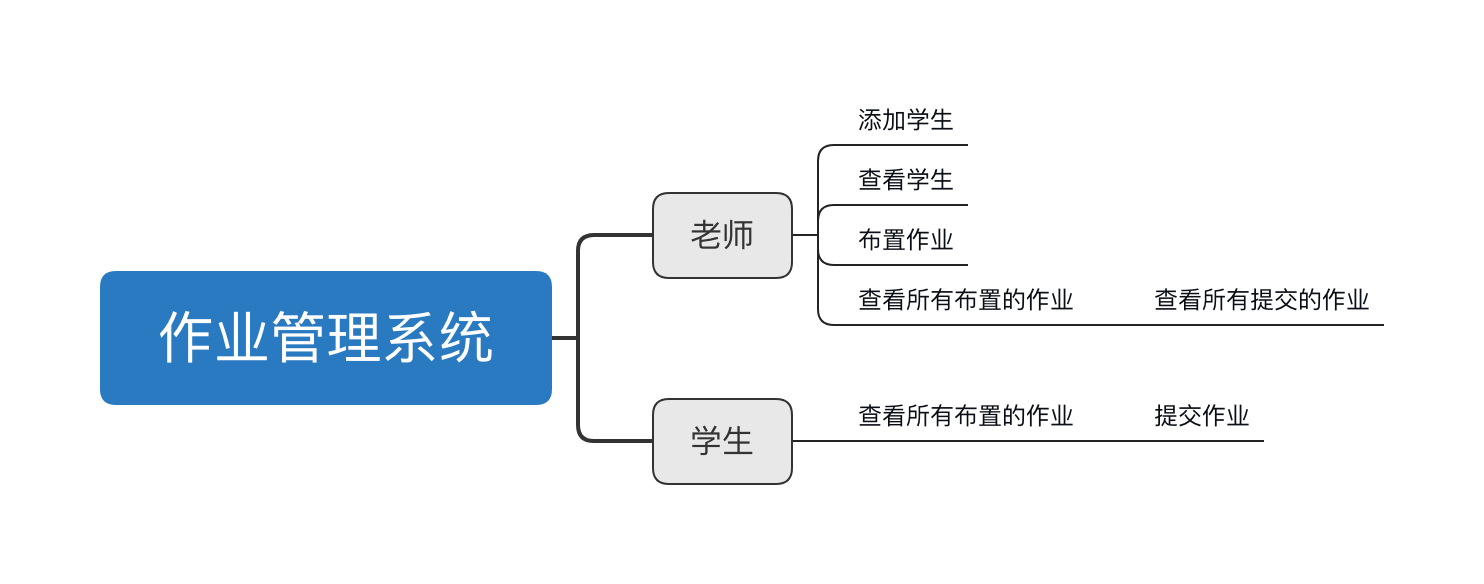 作业管理系统
老师
添加学生
查看学生
布置作业
查看所有布置的作业
查看所有提交的作业
学生
查看所有布置的作业
提交作业